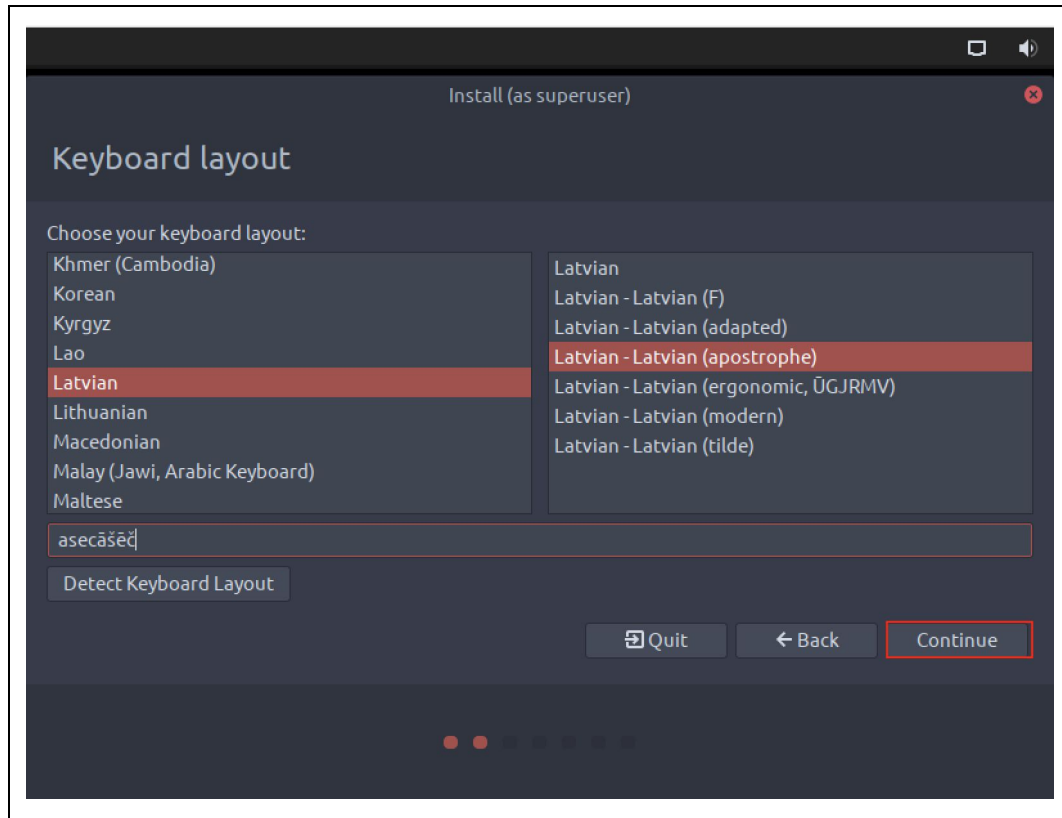 Install (as superuser)
Keyboard layout
Choose your keyboard layout:
Khmer (Cambodia)
Korean
Kyrgyz
Lao
Latvian
Lithuanian
Macedonian
Malay (Jawi, Arabic Keyboard)
Maltese
Latvian
Latvian - Latvian (F)
Latvian - Latvian (adapted)
Latvian - Latvian (apostrophe)
Latvian - Latvian (ergonomic, ŪGJRMV)
Latvian - Latvian (modern)
Latvian - Latvian (tilde)
asecāšēč
Detect Keyboard Layout
Quit
Back
Continue